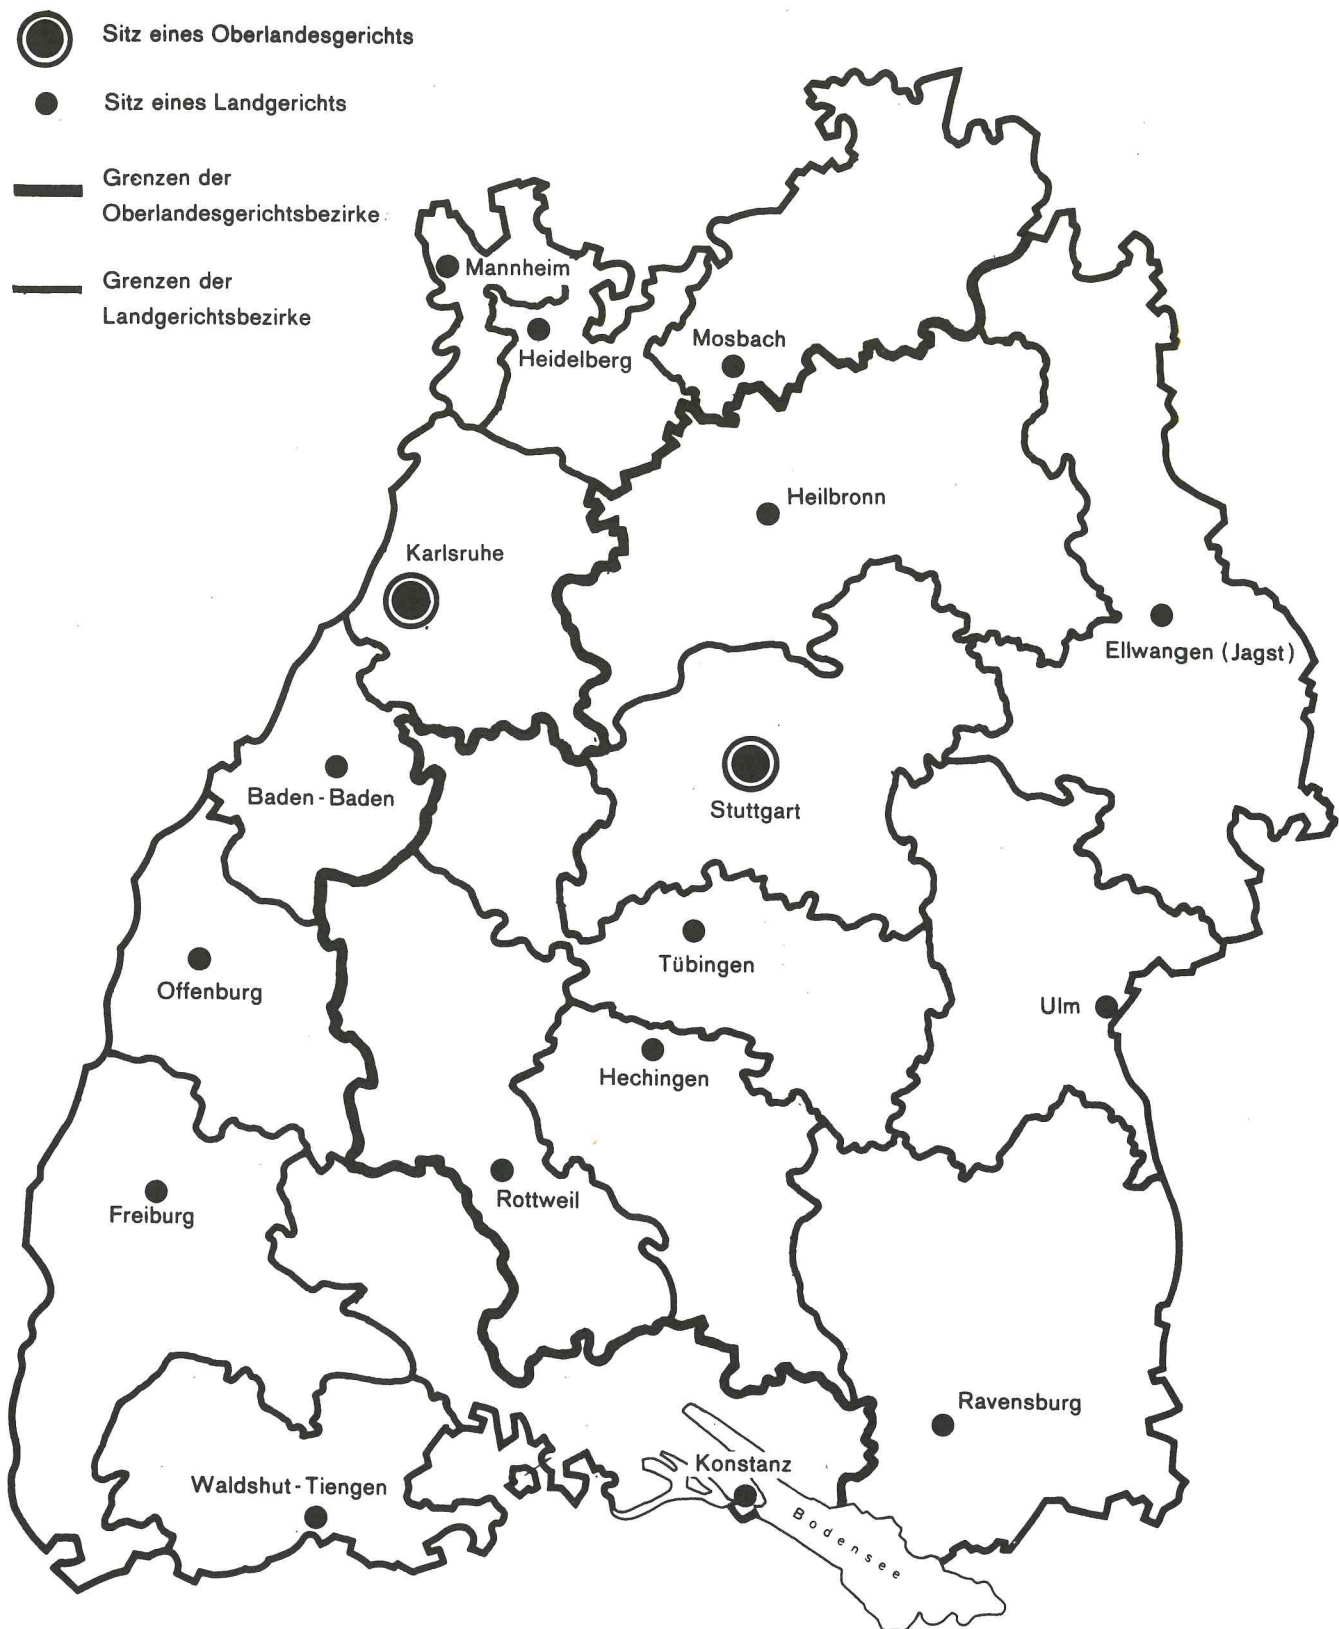 Sitz eines Oberlandesgerichts
Sitz eines Landgerichts
Grenzen der
Oberlandesgerichtsbezirke
Grenzen der
Landgerichtsbezirke
Mannheim
Heidelberg
Mosbach
Heilbronn
Karlsruhe
Ellwangen (Jagst)
Baden-Baden
Stuttgart
Tübingen
Offenburg
Ulm
Hechingen
Rottweil
Freiburg
Ravensburg
Konstanz
Waldshut-Tiengen
Bodensee